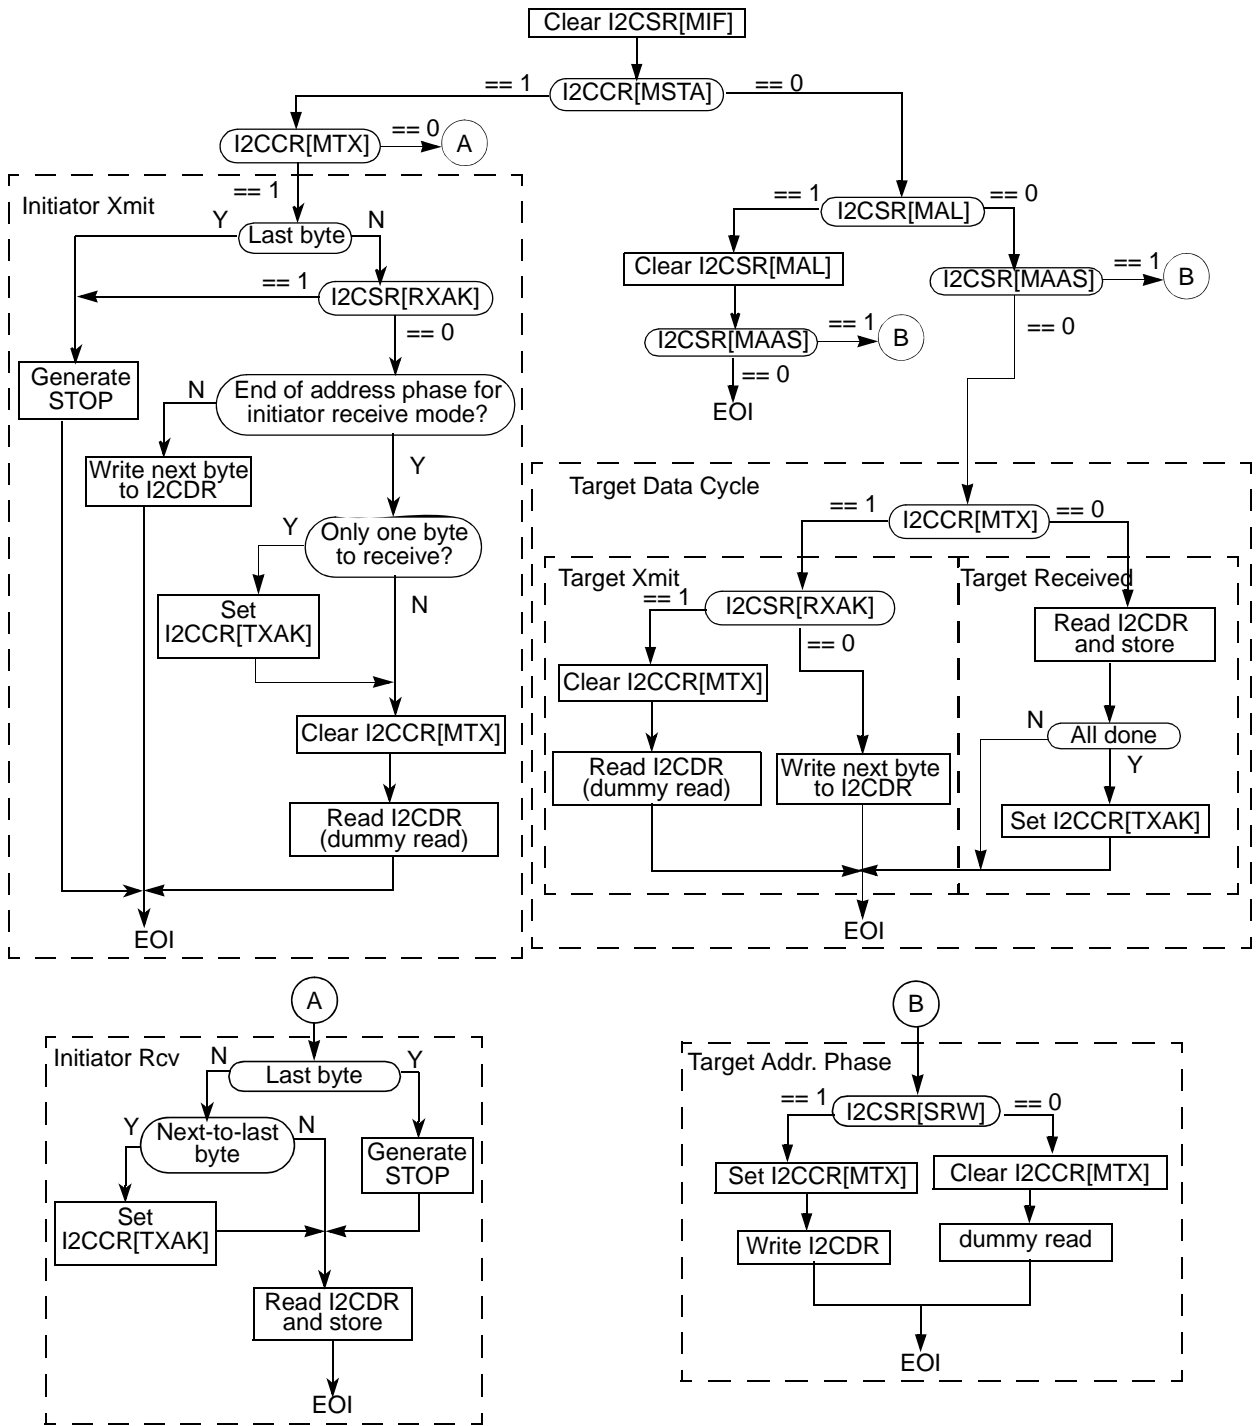 Clear I2CSR[MIF]
== 1
I2CCR[MSTA]
== 0
I2CCR[MTX]
== 0
A
== 1
Initiator Xmit
Y
Last byte
N
== 1
I2CSR[RXAK]
== 0
Generate
STOP
N
End of address phase for
initiator receive mode?
Write next byte
to I2CDR
Y
Y
Only one byte
to receive?
Set
I2CCR[TXAK]
N
Clear I2CCR[MTX]
Read I2CDR
(dummy read)
EOI
== 1
I2CSR[MAL]
== 0
Clear I2CSR[MAL]
I2CSR[MAAS]
== 1
B
== 0
I2CSR[MAAS]
== 1
B
== 0
EOI
Target Data Cycle
== 1
I2CCR[MTX]
== 0
Target Xmit
== 1
I2CSR[RXAK]
== 0
Clear I2CCR[MTX]
Read I2CDR
(dummy read)
Write next byte
to I2CDR
Target Received
Read I2CDR
and store
N
All done
Y
Set I2CCR[TXAK]
EOI
A
Initiator Rcv
N
Last byte
Y
Y
Next-to-last
byte
N
Generate
STOP
Set
I2CCR[TXAK]
Read I2CDR
and store
EOI
B
Target Addr. Phase
== 1
I2CSR[SRW]
== 0
Set I2CCR[MTX]
Clear I2CCR[MTX]
Write I2CDR
dummy read
EOI